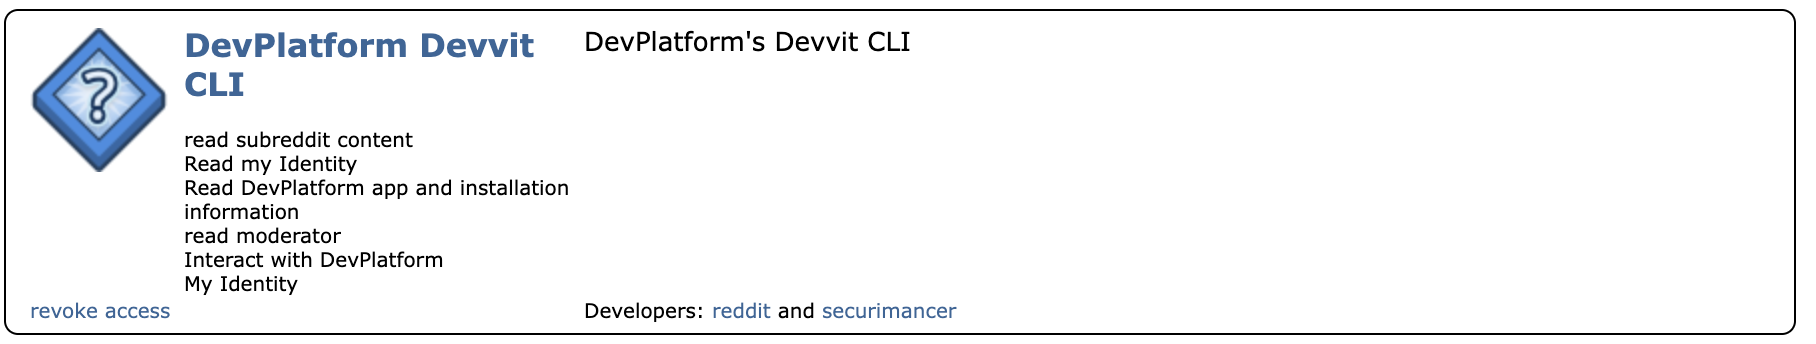 DevPlatform Devvit
CLI
DevPlatform's Devvit CLI
?
read subreddit content
Read my Identity
Read DevPlatform app and installation
information
read moderator
Interact with DevPlatform
My Identity
revoke access
Developers: reddit and securimancer